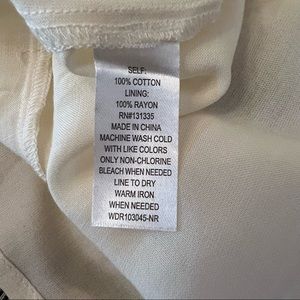 SELF:
100% COTTON
LINING:
100% RAYON
RN#131335
MADE IN CHINA
MACHINE WASH COLD
WITH LIKE COLORS
ONLY NON-CHLORINE
BLEACH WHEN NEEDED
LINE TO DRY
WARM IRON
WHEN NEEDED
WDR103045-NR